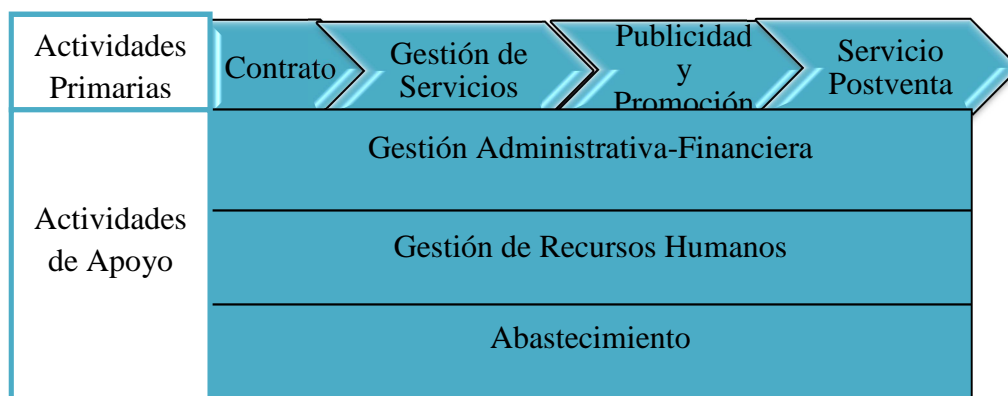 Actividades
Primarias
Contrato
Gestión de
Servicios
Publicidad
y
Promoción
Servicio
Postventa
Actividades
de Apoyo
Gestión Administrativa-Financiera
Gestión de Recursos Humanos
Abastecimiento